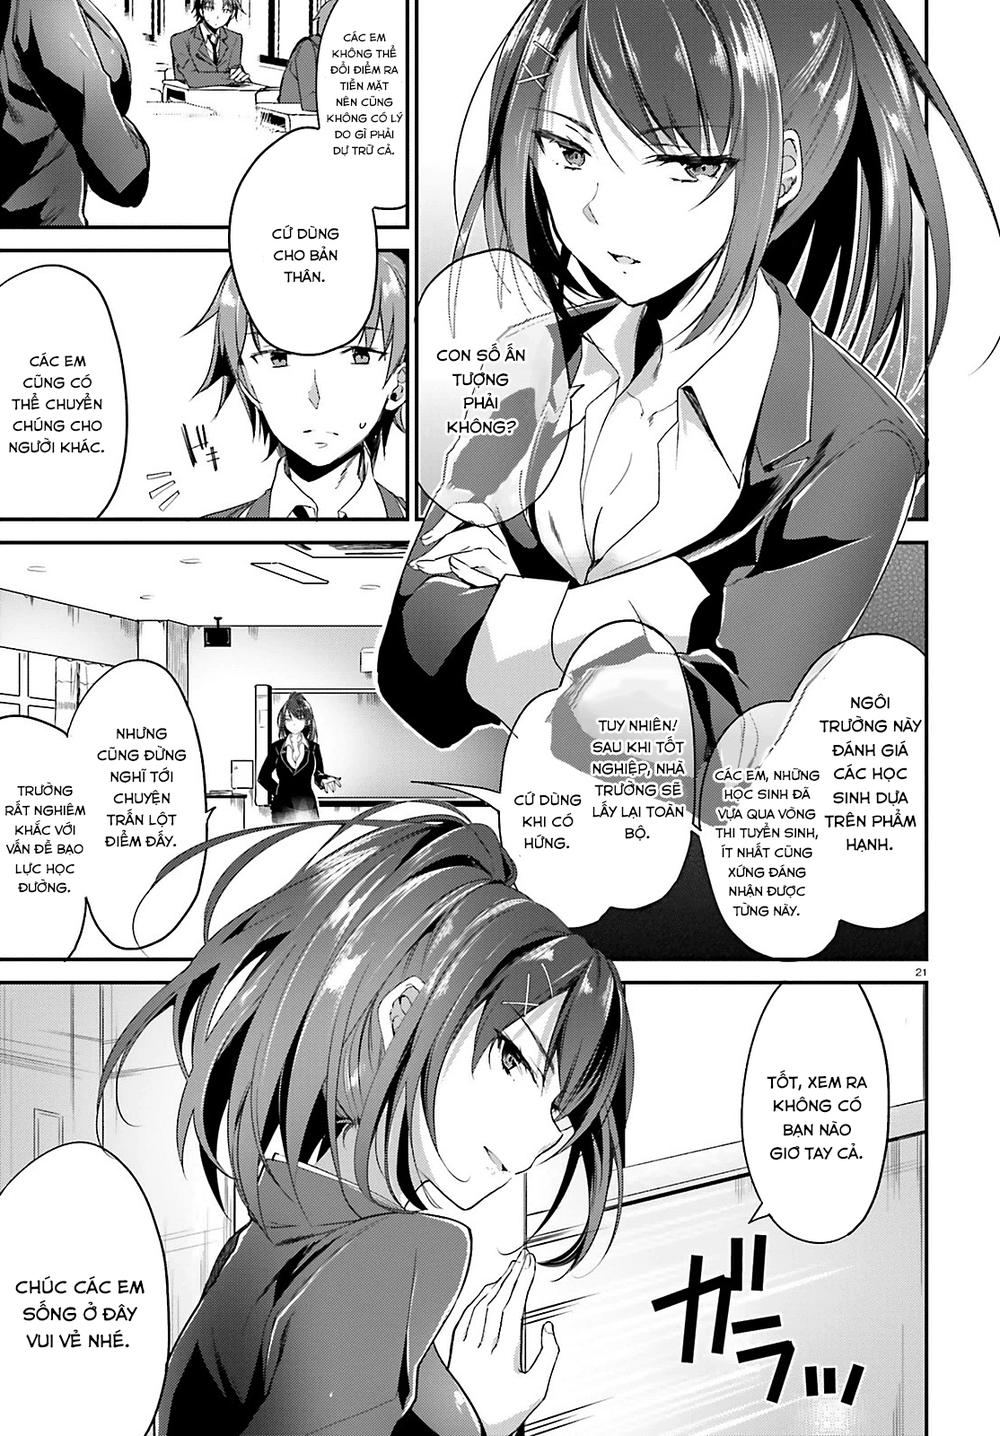 CON SỐ ẤN
TƯỢNG
PHẢI
KHÔNG?
NGÔI
TRƯỜNG NÀY
ĐÁNH GIÁ
CÁC HỌC
SINH DỰA
TRÊN PHẨM
HẠNH.
CÁC EM, NHỮNG
HỌC SINH ĐÃ
VỪA QUA VÒNG
THI TUYỂN SINH,
ÍT NHẤT CŨNG
XỨNG ĐÁNG
NHẬN ĐƯỢC
TỪNG NÀY.
TUY NHIÊN!
SAU KHI TỐT
NGHIỆP, NHÀ
TRƯỜNG SẼ
LẤY LẠI TOÀN
BỘ.
CỨ DÙNG
KHI CÓ
HỨNG.
CÁC EM
KHÔNG THỂ
ĐỔI ĐIỂM RA
TIỀN MẶT
NÊN CŨNG
KHÔNG CÓ LÝ
DO GÌ PHẢI
DỰ TRỮ CẢ.
CỨ DÙNG
CHO BẢN
THÂN.
CÁC EM
CŨNG CÓ
THỂ CHUYỂN
CHÚNG CHO
NGƯỜI KHÁC.
NHƯNG
CŨNG ĐỪNG
NGHĨ TỚI
CHUYỆN
TRẤN LỘT
ĐIỂM ĐẤY.
TRƯỜNG
RẤT NGHIÊM
KHẮC VỚI
VẤN ĐỀ BẠO
LỰC HỌC
ĐƯỜNG.
21
TỐT, XEM RA
KHÔNG CÓ
BẠN NÀO
GIƠ TAY CẢ.
ガラッ
CHÚC CÁC EM
SỐNG Ở ĐÂY
VUI VẺ NHÉ.